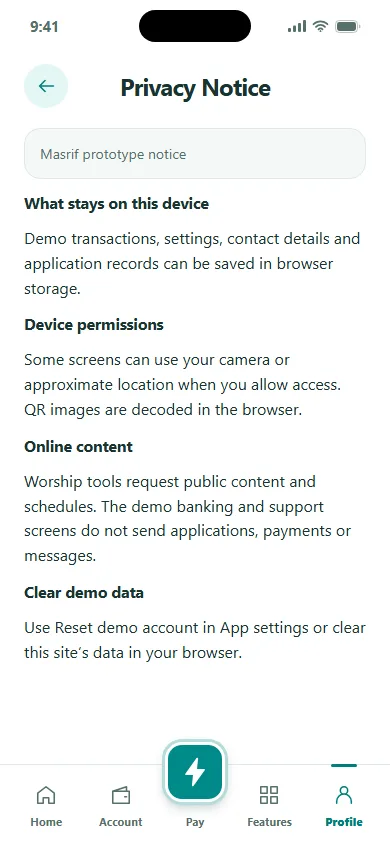 9:41
Privacy Notice
Masrif prototype notice
What stays on this device
Demo transactions, settings, contact details and
application records can be saved in browser
storage.
Device permissions
Some screens can use your camera or
approximate location when you allow access.
QR images are decoded in the browser.
Online content
Worship tools request public content and
schedules. The demo banking and support
screens do not send applications, payments or
messages.
Clear demo data
Use Reset demo account in App settings or clear
this site's data in your browser.
Home
Account
Pay
Features
Profile